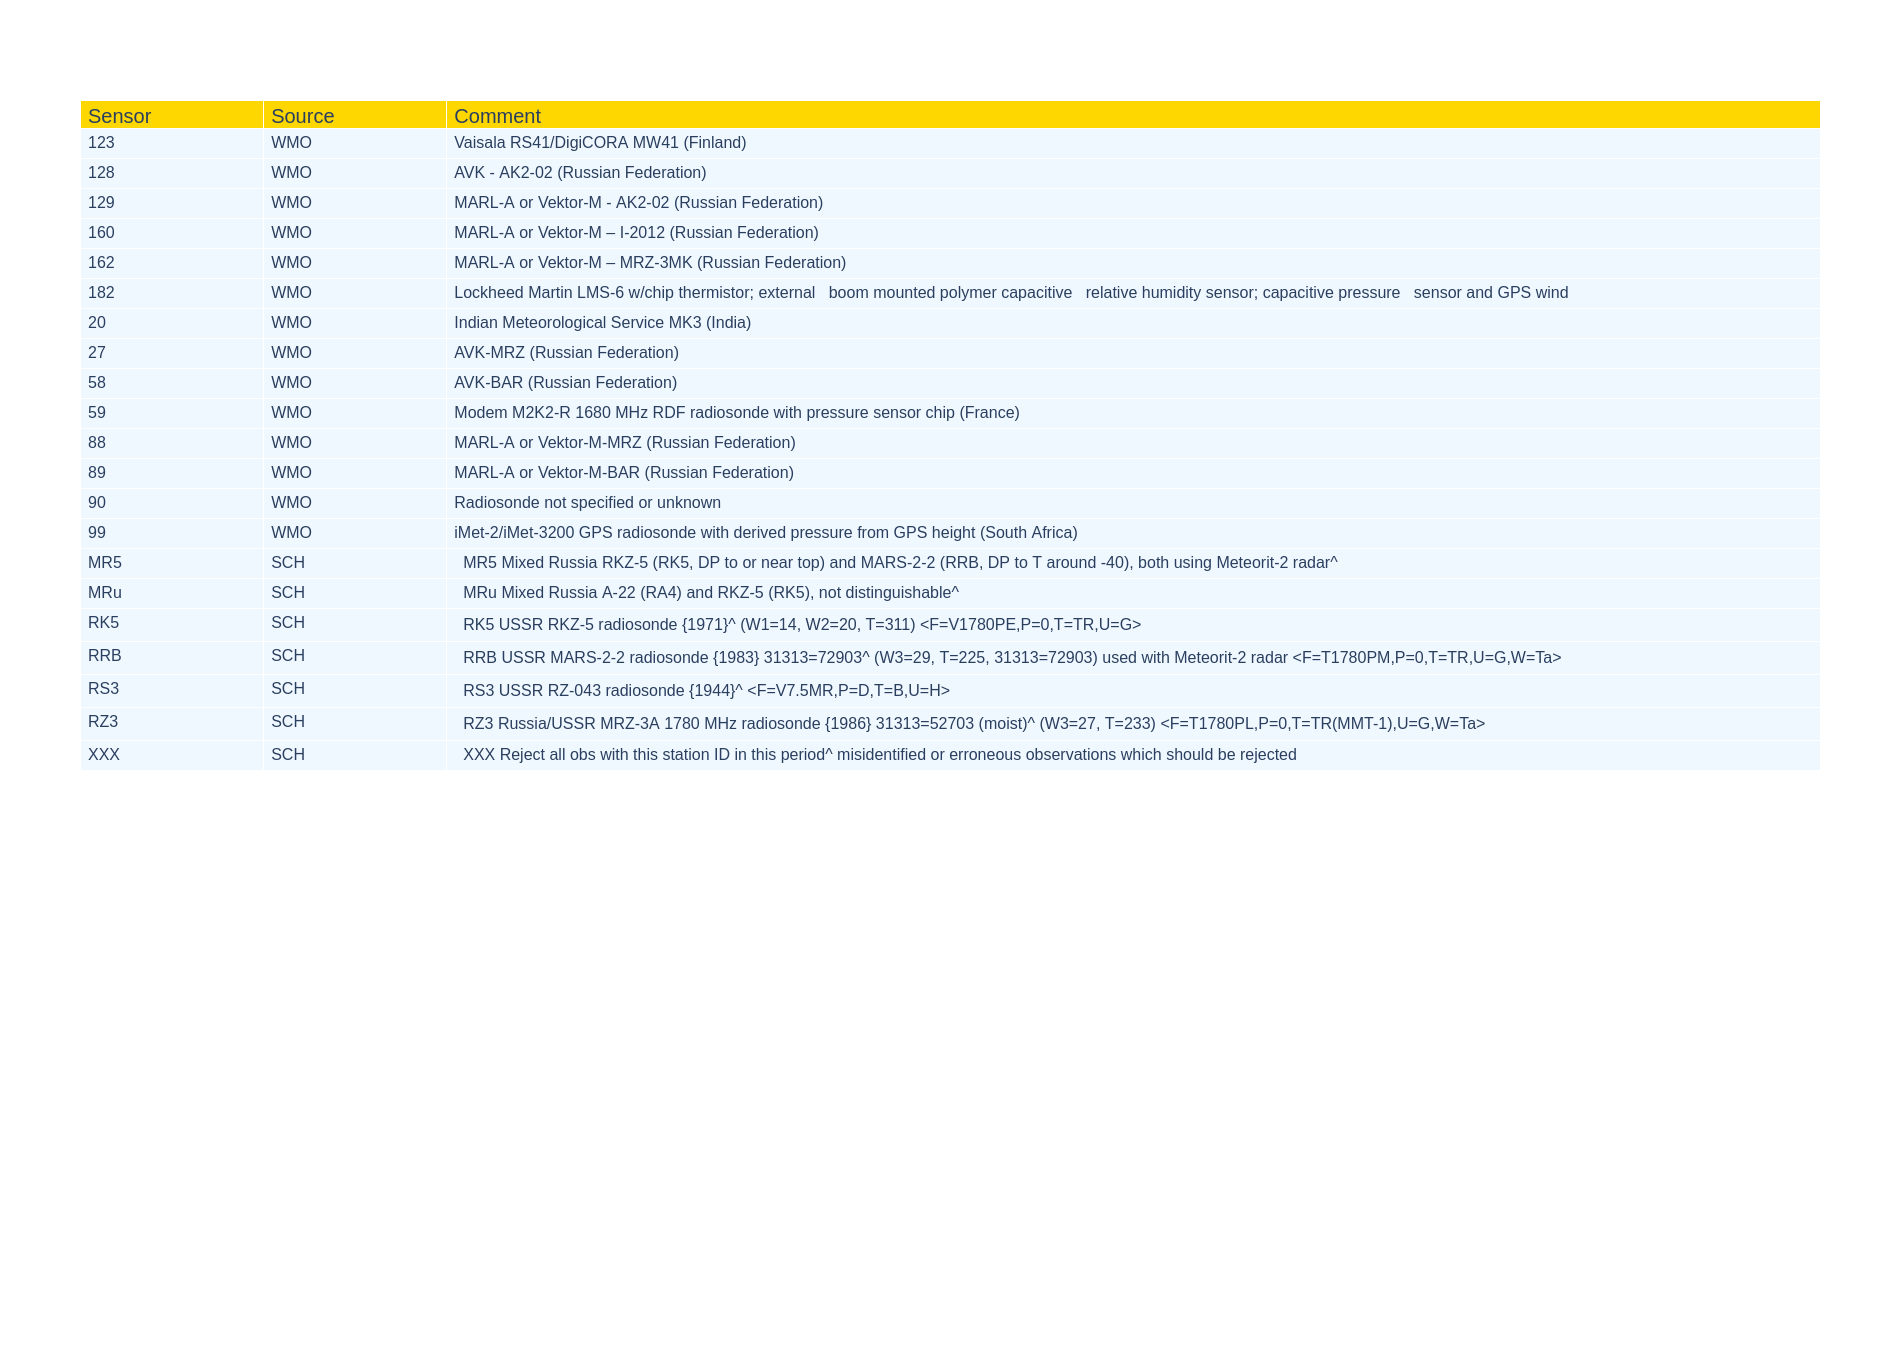 Sensor Source Comment
123 WMO Vaisala RS41/DigiCORA MW41 (Finland)
128 WMO AVK - AK2-02 (Russian Federation)
129 WMO MARL-A or Vektor-M - AK2-02 (Russian Federation)
160 WMO MARL-A or Vektor-M – I-2012 (Russian Federation)
162 WMO MARL-A or Vektor-M – MRZ-3MK (Russian Federation)
182 WMO Lockheed Martin LMS-6 w/chip thermistor; external   boom mounted polymer capacitive   relative humidity sensor; capacitive pressure   sensor and GPS wind
20 WMO Indian Meteorological Service MK3 (India)
27 WMO AVK-MRZ (Russian Federation)
58 WMO AVK-BAR (Russian Federation)
59 WMO Modem M2K2-R 1680 MHz RDF radiosonde with pressure sensor chip (France)
88 WMO MARL-A or Vektor-M-MRZ (Russian Federation)
89 WMO MARL-A or Vektor-M-BAR (Russian Federation)
90 WMO Radiosonde not specified or unknown
99 WMO iMet-2/iMet-3200 GPS radiosonde with derived pressure from GPS height (South Africa)
MR5 SCH MR5 Mixed Russia RKZ-5 (RK5, DP to or near top) and MARS-2-2 (RRB, DP to T around -40), both using Meteorit-2 radar^
MRu SCH MRu Mixed Russia A-22 (RA4) and RKZ-5 (RK5), not distinguishable^
RK5 SCH RK5 USSR RKZ-5 radiosonde {1971}^ (W1=14, W2=20, T=311) <F=V1780PE,P=0,T=TR,U=G>
RRB SCH RRB USSR MARS-2-2 radiosonde {1983} 31313=72903^ (W3=29, T=225, 31313=72903) used with Meteorit-2 radar <F=T1780PM,P=0,T=TR,U=G,W=Ta>
RS3 SCH RS3 USSR RZ-043 radiosonde {1944}^ <F=V7.5MR,P=D,T=B,U=H>
RZ3 SCH RZ3 Russia/USSR MRZ-3A 1780 MHz radiosonde {1986} 31313=52703 (moist)^ (W3=27, T=233) <F=T1780PL,P=0,T=TR(MMT-1),U=G,W=Ta>
XXX SCH XXX Reject all obs with this station ID in this period^ misidentified or erroneous observations which should be rejected